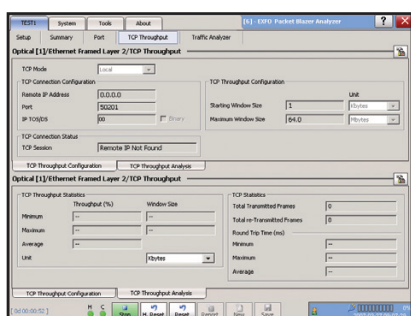 TEST1 System Tools About [S] - EXFO Packet Blazer Analyzer ? X
Setup Summary Port TCP Throughput Traffic Analyzer
Optical [1]/Ethernet Framed Layer 2/TCP Throughput
TCP Mode Local
TCP Connection Configuration TCP Throughput Configuration
Remote IP Address 0.0.0.0 Unit
Port 50201 Starting Window Size 1 Kbytes
IP TOS/DS 00 Binary Maximum Window Size 64.0 Mbytes
TCP Connection Status
TCP Session Remote IP Not Found
TCP Throughput Configuration TCP Throughput Analysis
Optical [1]/Ethernet Framed Layer 2/TCP Throughput
TCP Throughput Statistics TCP Statistics
Throughput (%) Window Size Total Transmitted Frames 0
Minimum -- -- Total re-Transmitted Frames 0
Maximum -- -- Round Trip Time (ms)
Average -- Minimum --
Unit Kbytes Maximum --
Average --
TCP Throughput Configuration TCP Throughput Analysis
[0d 00:00:52] H C Stop H. Reset Reset Report New Save 0%